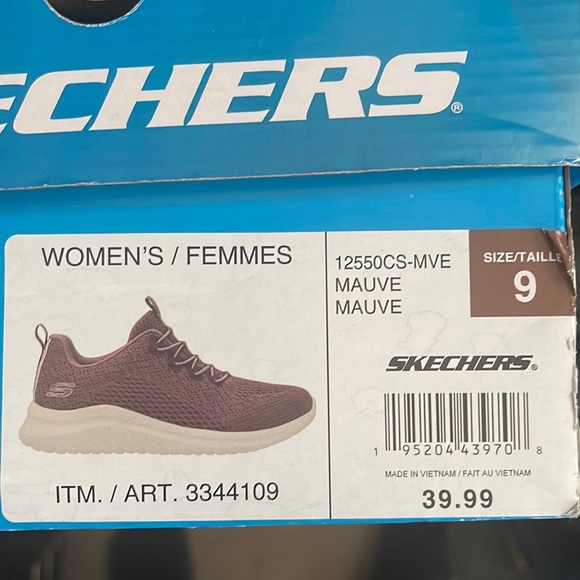 ECHERS®
WOMEN'S / FEMMES
ITM. / ART. 3344109
12550CS-MVE
MAUVE
MAUVE
SIZE/TAILLE
9
SKECHERS®
1 95204 43970 8
MADE IN VIETNAM / FAIT AU VIETNAM
39.99